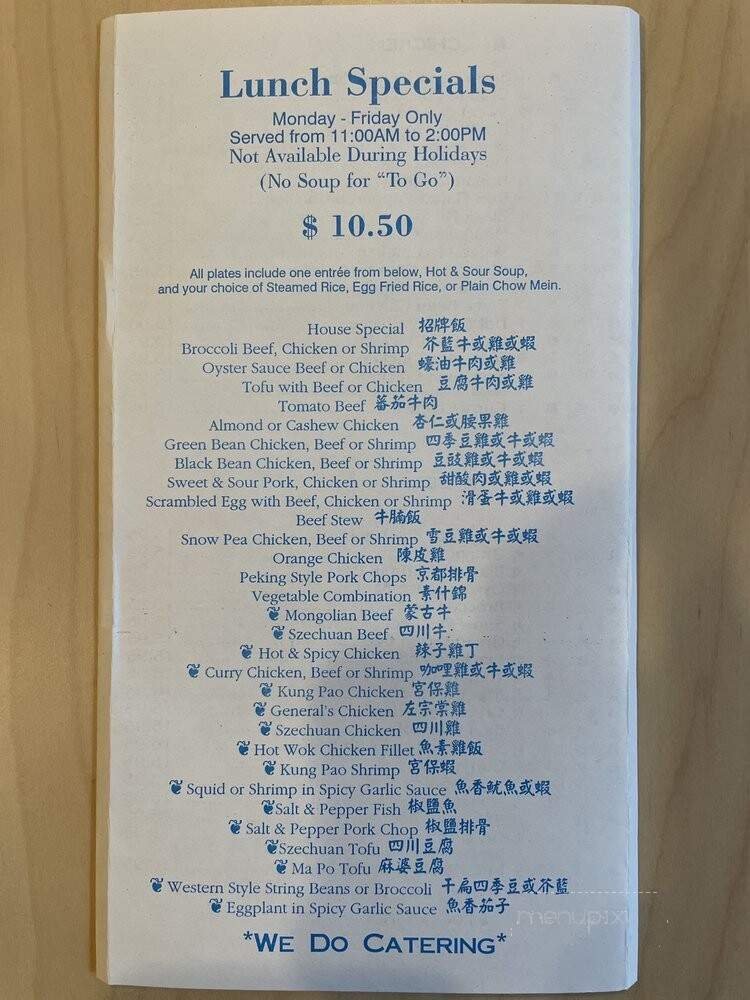 Lunch Specials
Monday - Friday Only
Served from 11:00AM to 2:00PM
Not Available During Holidays
(No Soup for “To Go”)
$ 10.50
All plates include one entrée from below, Hot & Sour Soup,
and your choice of Steamed Rice, Egg Fried Rice, or Plain Chow Mein.
House Special 招牌飯
Broccoli Beef, Chicken or Shrimp 芥藍牛或雞或蝦
Oyster Sauce Beef or Chicken 蠔油牛肉或雞
Tofu with Beef or Chicken 豆腐牛肉或雞
Tomato Beef 蕃茄牛肉
Almond or Cashew Chicken 杏仁或腰果雞
Green Bean Chicken, Beef or Shrimp 四季豆雞或牛或蝦
Black Bean Chicken, Beef or Shrimp 豆豉雞或牛或蝦
Sweet & Sour Pork, Chicken or Shrimp 甜酸肉或雞或蝦
Scrambled Egg with Beef, Chicken or Shrimp 滑蛋牛或雞或蝦
Beef Stew 牛腩飯
Snow Pea Chicken, Beef or Shrimp 雪豆雞或牛或蝦
Orange Chicken 陳皮雞
Peking Style Pork Chops 京都排骨
Vegetable Combination 素什錦
Mongolian Beef 蒙古牛
Szechuan Beef 四川牛
Hot & Spicy Chicken 辣子雞丁
Curry Chicken, Beef or Shrimp 咖哩雞或牛或蝦
Kung Pao Chicken 宮保雞
General's Chicken 左宗棠雞
Szechuan Chicken 四川雞
Hot Wok Chicken Fillet 魚素雞飯
Kung Pao Shrimp 宮保蝦
Squid or Shrimp in Spicy Garlic Sauce 魚香魷魚或蝦
Salt & Pepper Fish 椒鹽魚
Salt & Pepper Pork Chop 椒鹽排骨
Szechuan Tofu 四川豆腐
Ma Po Tofu 麻婆豆腐
Western Style String Beans or Broccoli 干扁四季豆或芥藍
Eggplant in Spicy Garlic Sauce 魚香茄子
menupix
*WE DO CATERING*